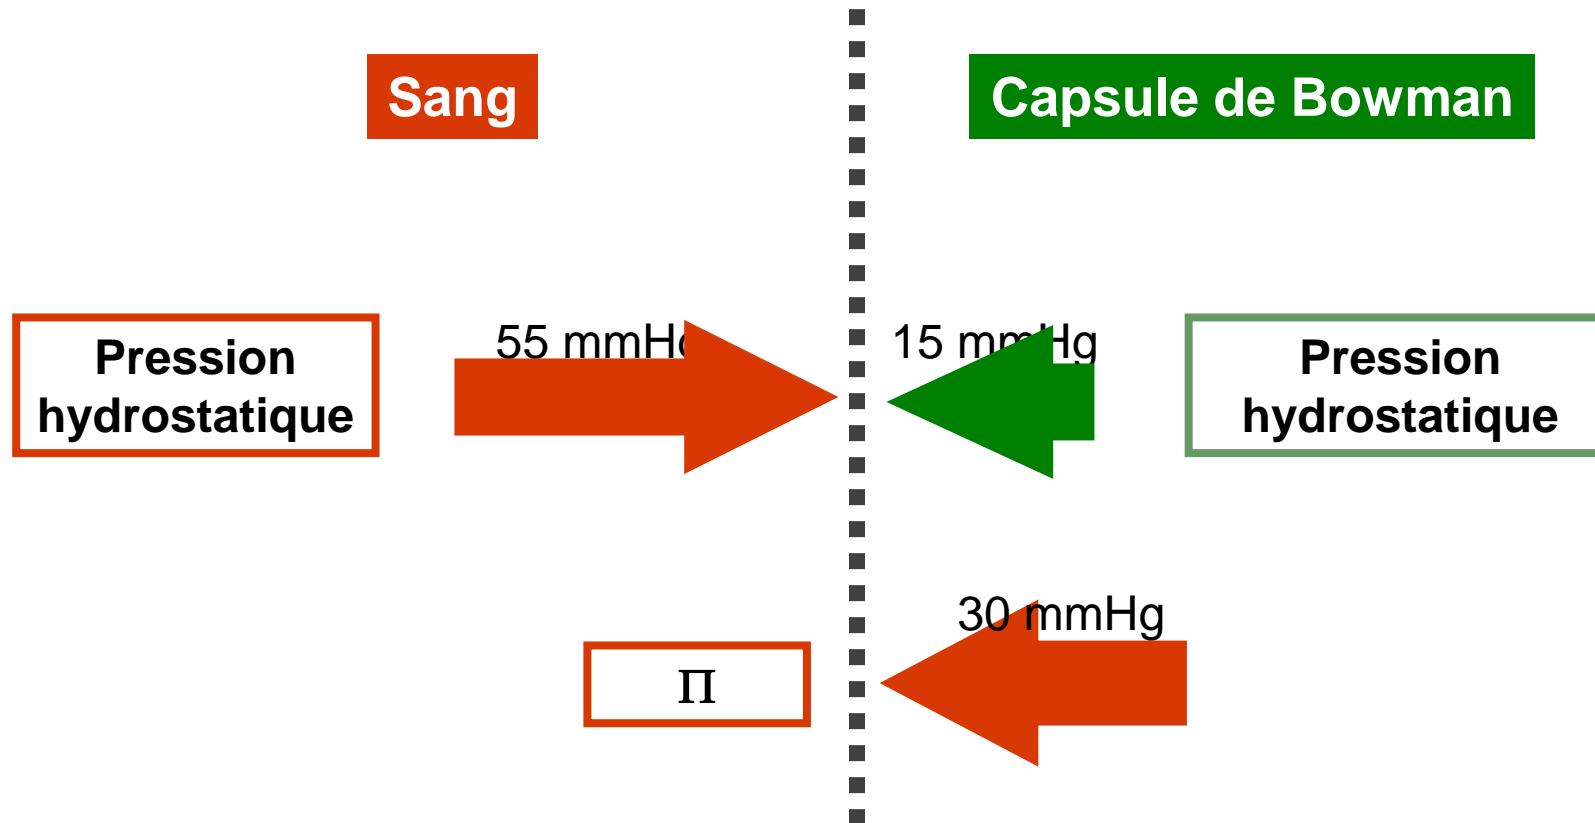 Sang
Capsule de Bowman
Pression
hydrostatique
55 mmHg
15 mmHg
Pression
hydrostatique
30 mmHg
π